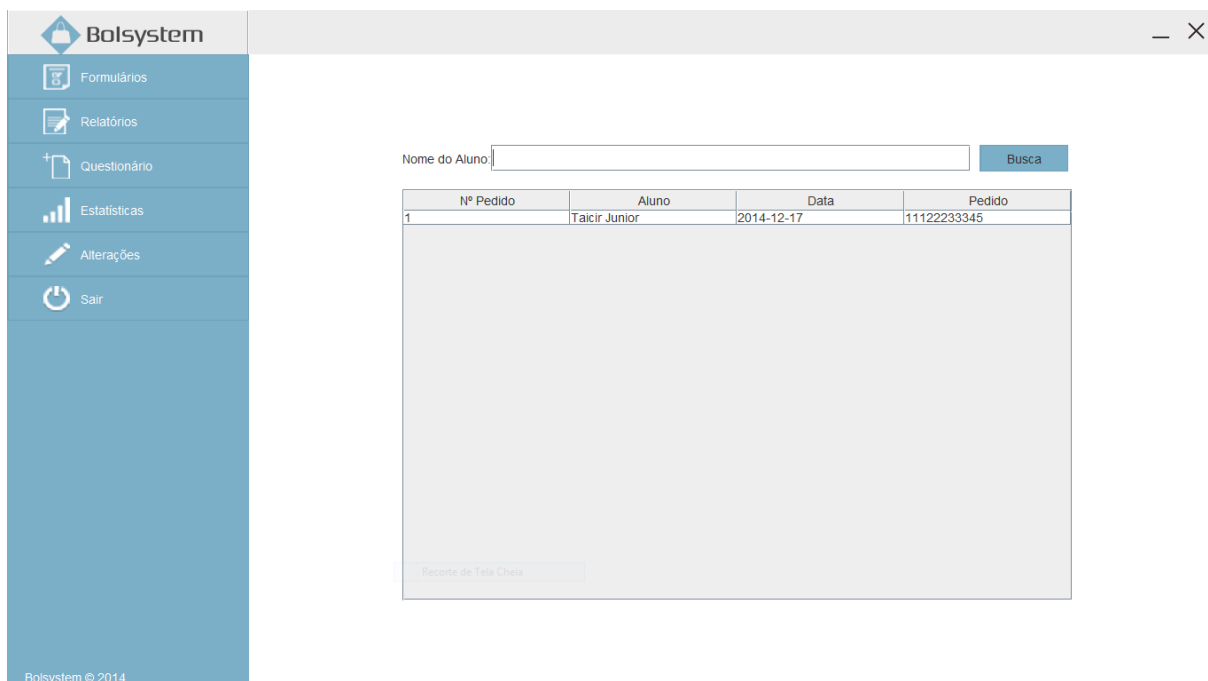 Bolsystem
Formulários
Relatórios
Questionário
Estatísticas
Alterações
Sair
Nome do Aluno:
Busca
Nº Pedido Aluno Data Pedido
1 Taicir Junior 2014-12-17 11122233345
Recorte de Tela Cheia
Bolsystem © 2014